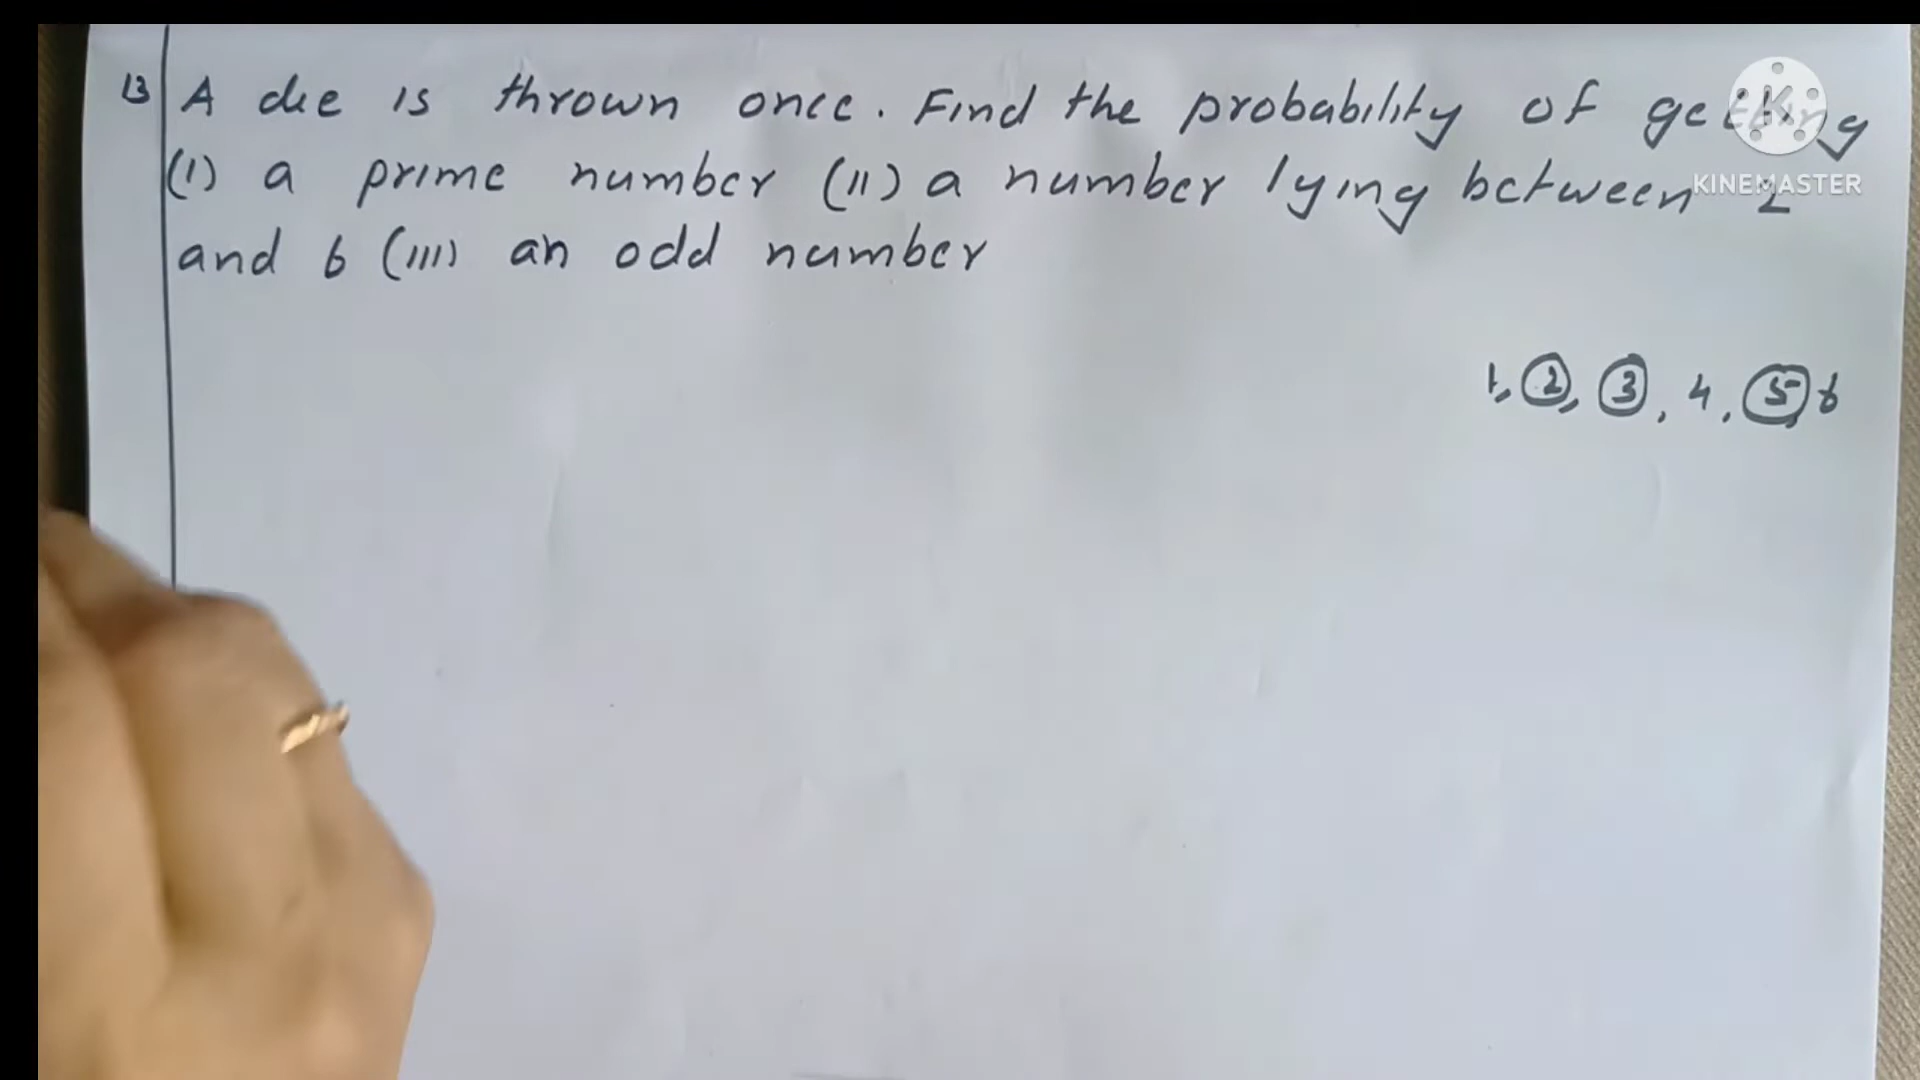 13 A die is thrown once. Find the probability of getting
(i) a prime number (ii) a number lying between 2
and 6 (iii) an odd number
1, 2, 3, 4, 5, 6
KINEMASTER